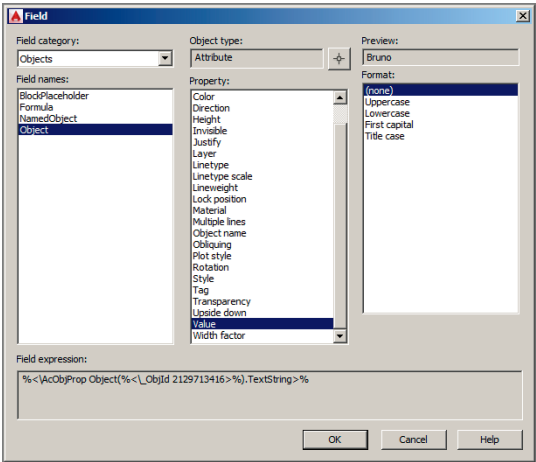 Field
Field category:
Objects
Field names:
BlockPlaceholder
Formula
NamedObject
Object
Object type:
Attribute
Property:
Color
Direction
Height
Invisible
Justify
Layer
Linetype
Linetype scale
Lineweight
Lock position
Material
Multiple lines
Object name
Obliquing
Plot style
Rotation
Style
Tag
Transparency
Upside down
Value
Width factor
Preview:
Bruno
Format:
(none)
Uppercase
Lowercase
First capital
Title case
Field expression:
%<\AcObjProp Object(%<\_ObjId 2129713416>%).TextString>%
OK Cancel Help